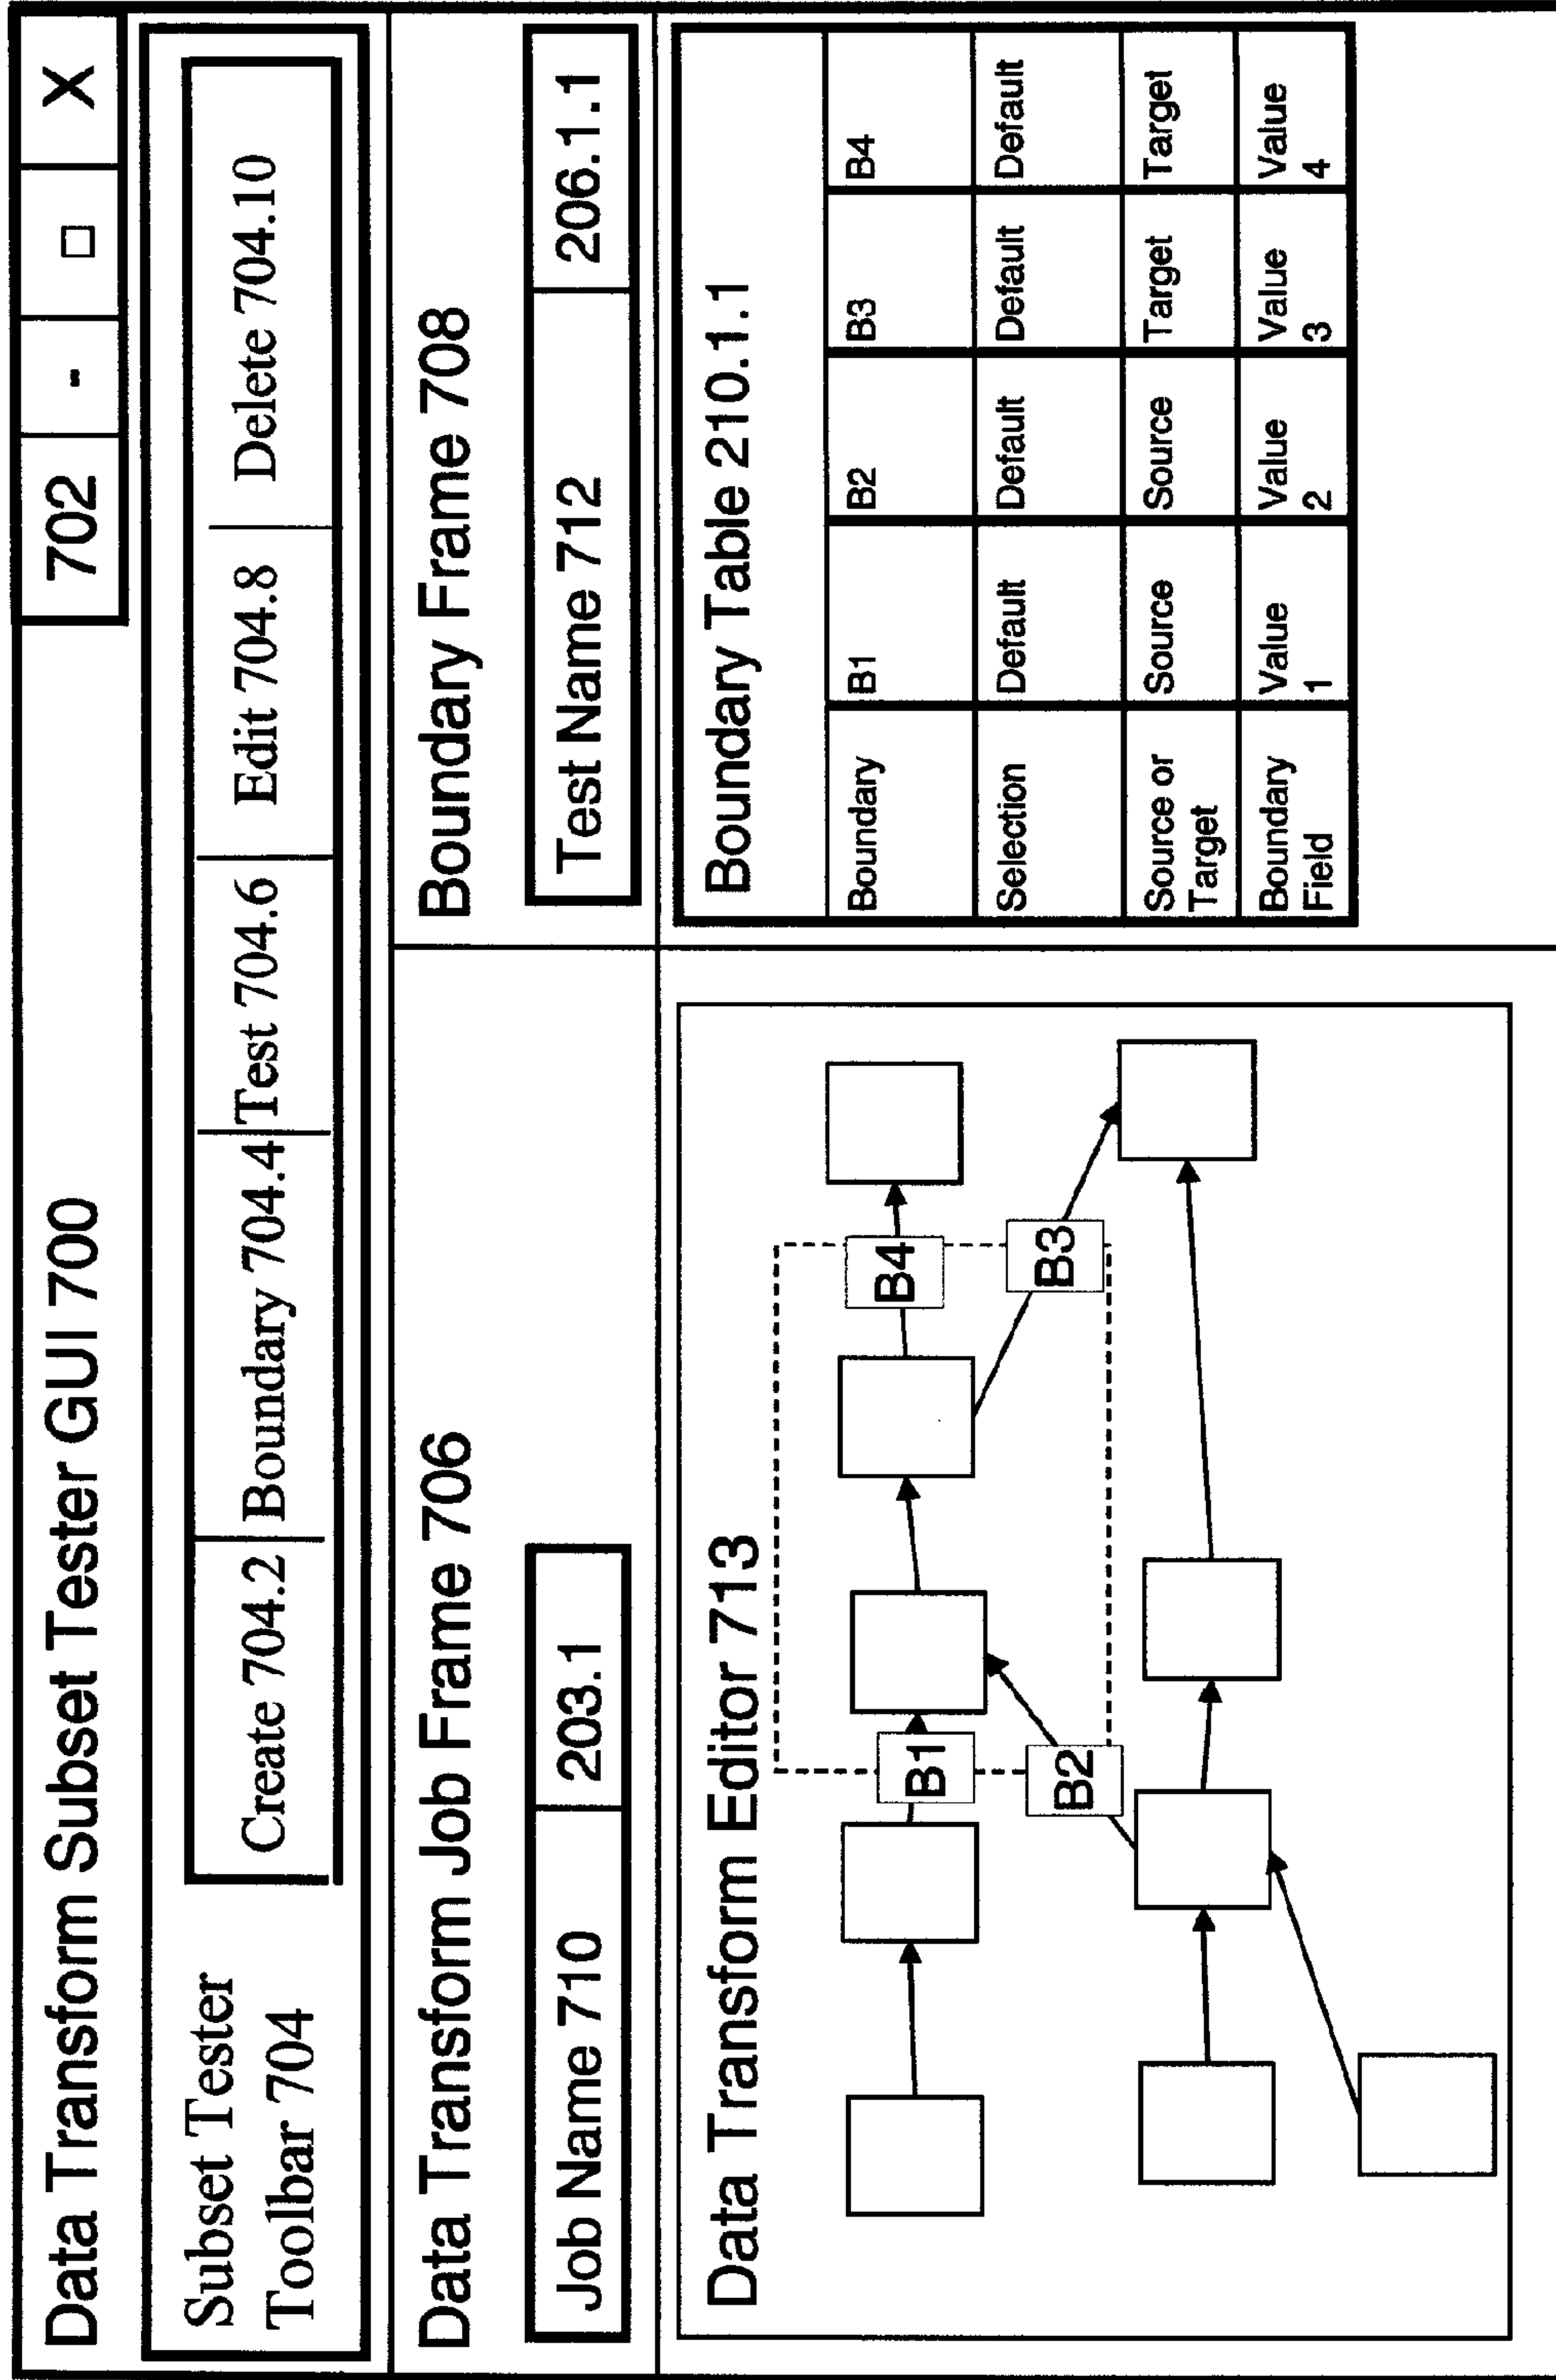 Data Transform Subset Tester GUI 700
702 - □ X
Subset Tester
Toolbar 704
Create 704.2 Boundary 704.4 Test 704.6 Edit 704.8 Delete 704.10
Data Transform Job Frame 706
Job Name 710 203.1
Boundary Frame 708
Test Name 712 206.1.1
Data Transform Editor 713
B1
B2
B4
B3
Boundary Table 210.1.1
Boundary B1 B2 B3 B4
Selection Default Default Default Default
Source or
Target Source Source Target Target
Boundary
Field Value
1 Value
2 Value
3 Value
4